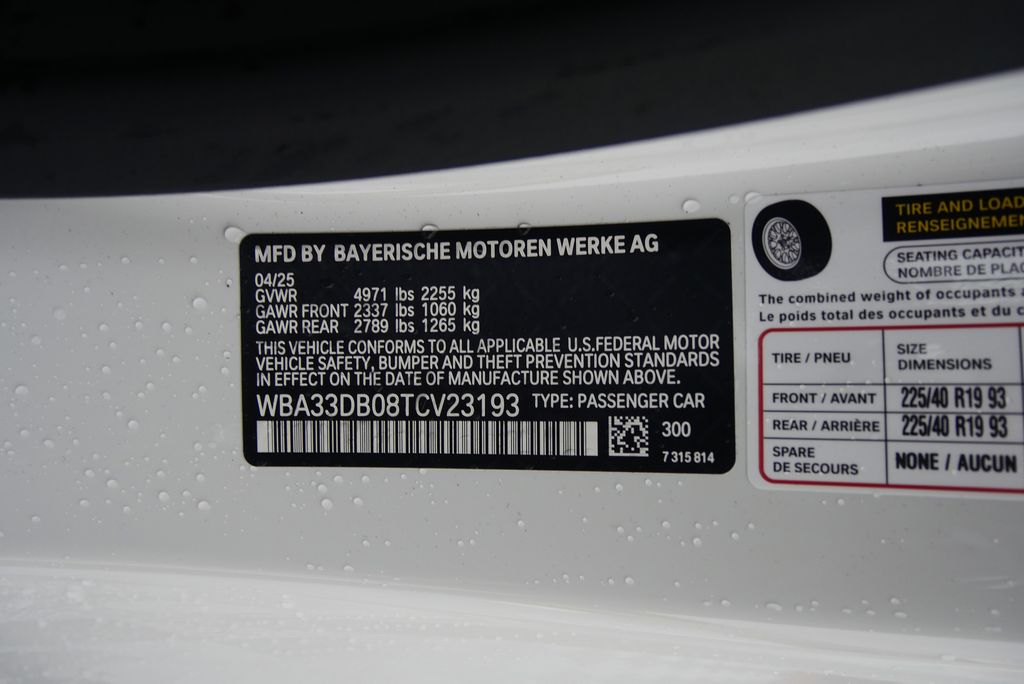 MFD BY BAYERISCHE MOTOREN WERKE AG
04/25
GVWR 4971 lbs 2255 kg
GAWR FRONT 2337 lbs 1060 kg
GAWR REAR 2789 lbs 1265 kg
THIS VEHICLE CONFORMS TO ALL APPLICABLE U.S.FEDERAL MOTOR
VEHICLE SAFETY, BUMPER AND THEFT PREVENTION STANDARDS
IN EFFECT ON THE DATE OF MANUFACTURE SHOWN ABOVE.
WBA33DB08TCV23193 TYPE: PASSENGER CAR
300
7 315 814
TIRE AND LOAD
RENSEIGNEMEN
SEATING CAPACIT
NOMBRE DE PLA
The combined weight of occupants
Le poids total des occupants et du
TIRE / PNEU SIZE
DIMENSIONS
FRONT / AVANT 225/40 R19 93
REAR / ARRIÈRE 225/40 R19 93
SPARE
DE SECOURS NONE / AUCUN